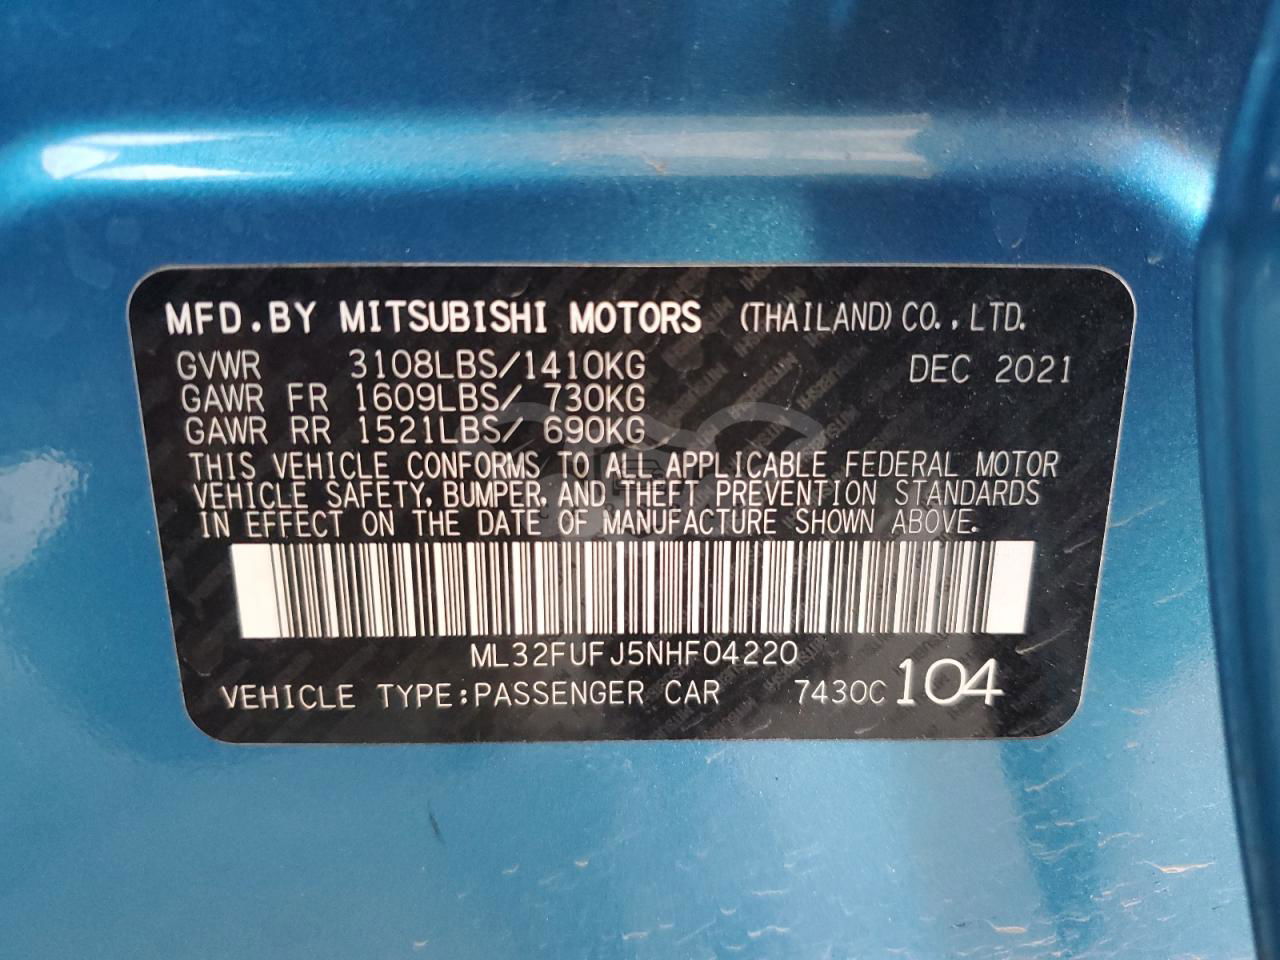 MFD.BY MITSUBISHI MOTORS (THAILAND) CO.,LTD.
GVWR 3108LBS/1410KG DEC 2021
GAWR FR 1609LBS/ 730KG
GAWR RR 1521LBS/ 690KG
THIS VEHICLE CONFORMS TO ALL APPLICABLE FEDERAL MOTOR
VEHICLE SAFETY, BUMPER, AND THEFT PREVENTION STANDARDS
IN EFFECT ON THE DATE OF MANUFACTURE SHOWN ABOVE.
ML32FUFJ5NHF04220
VEHICLE TYPE:PASSENGER CAR 7430C 104